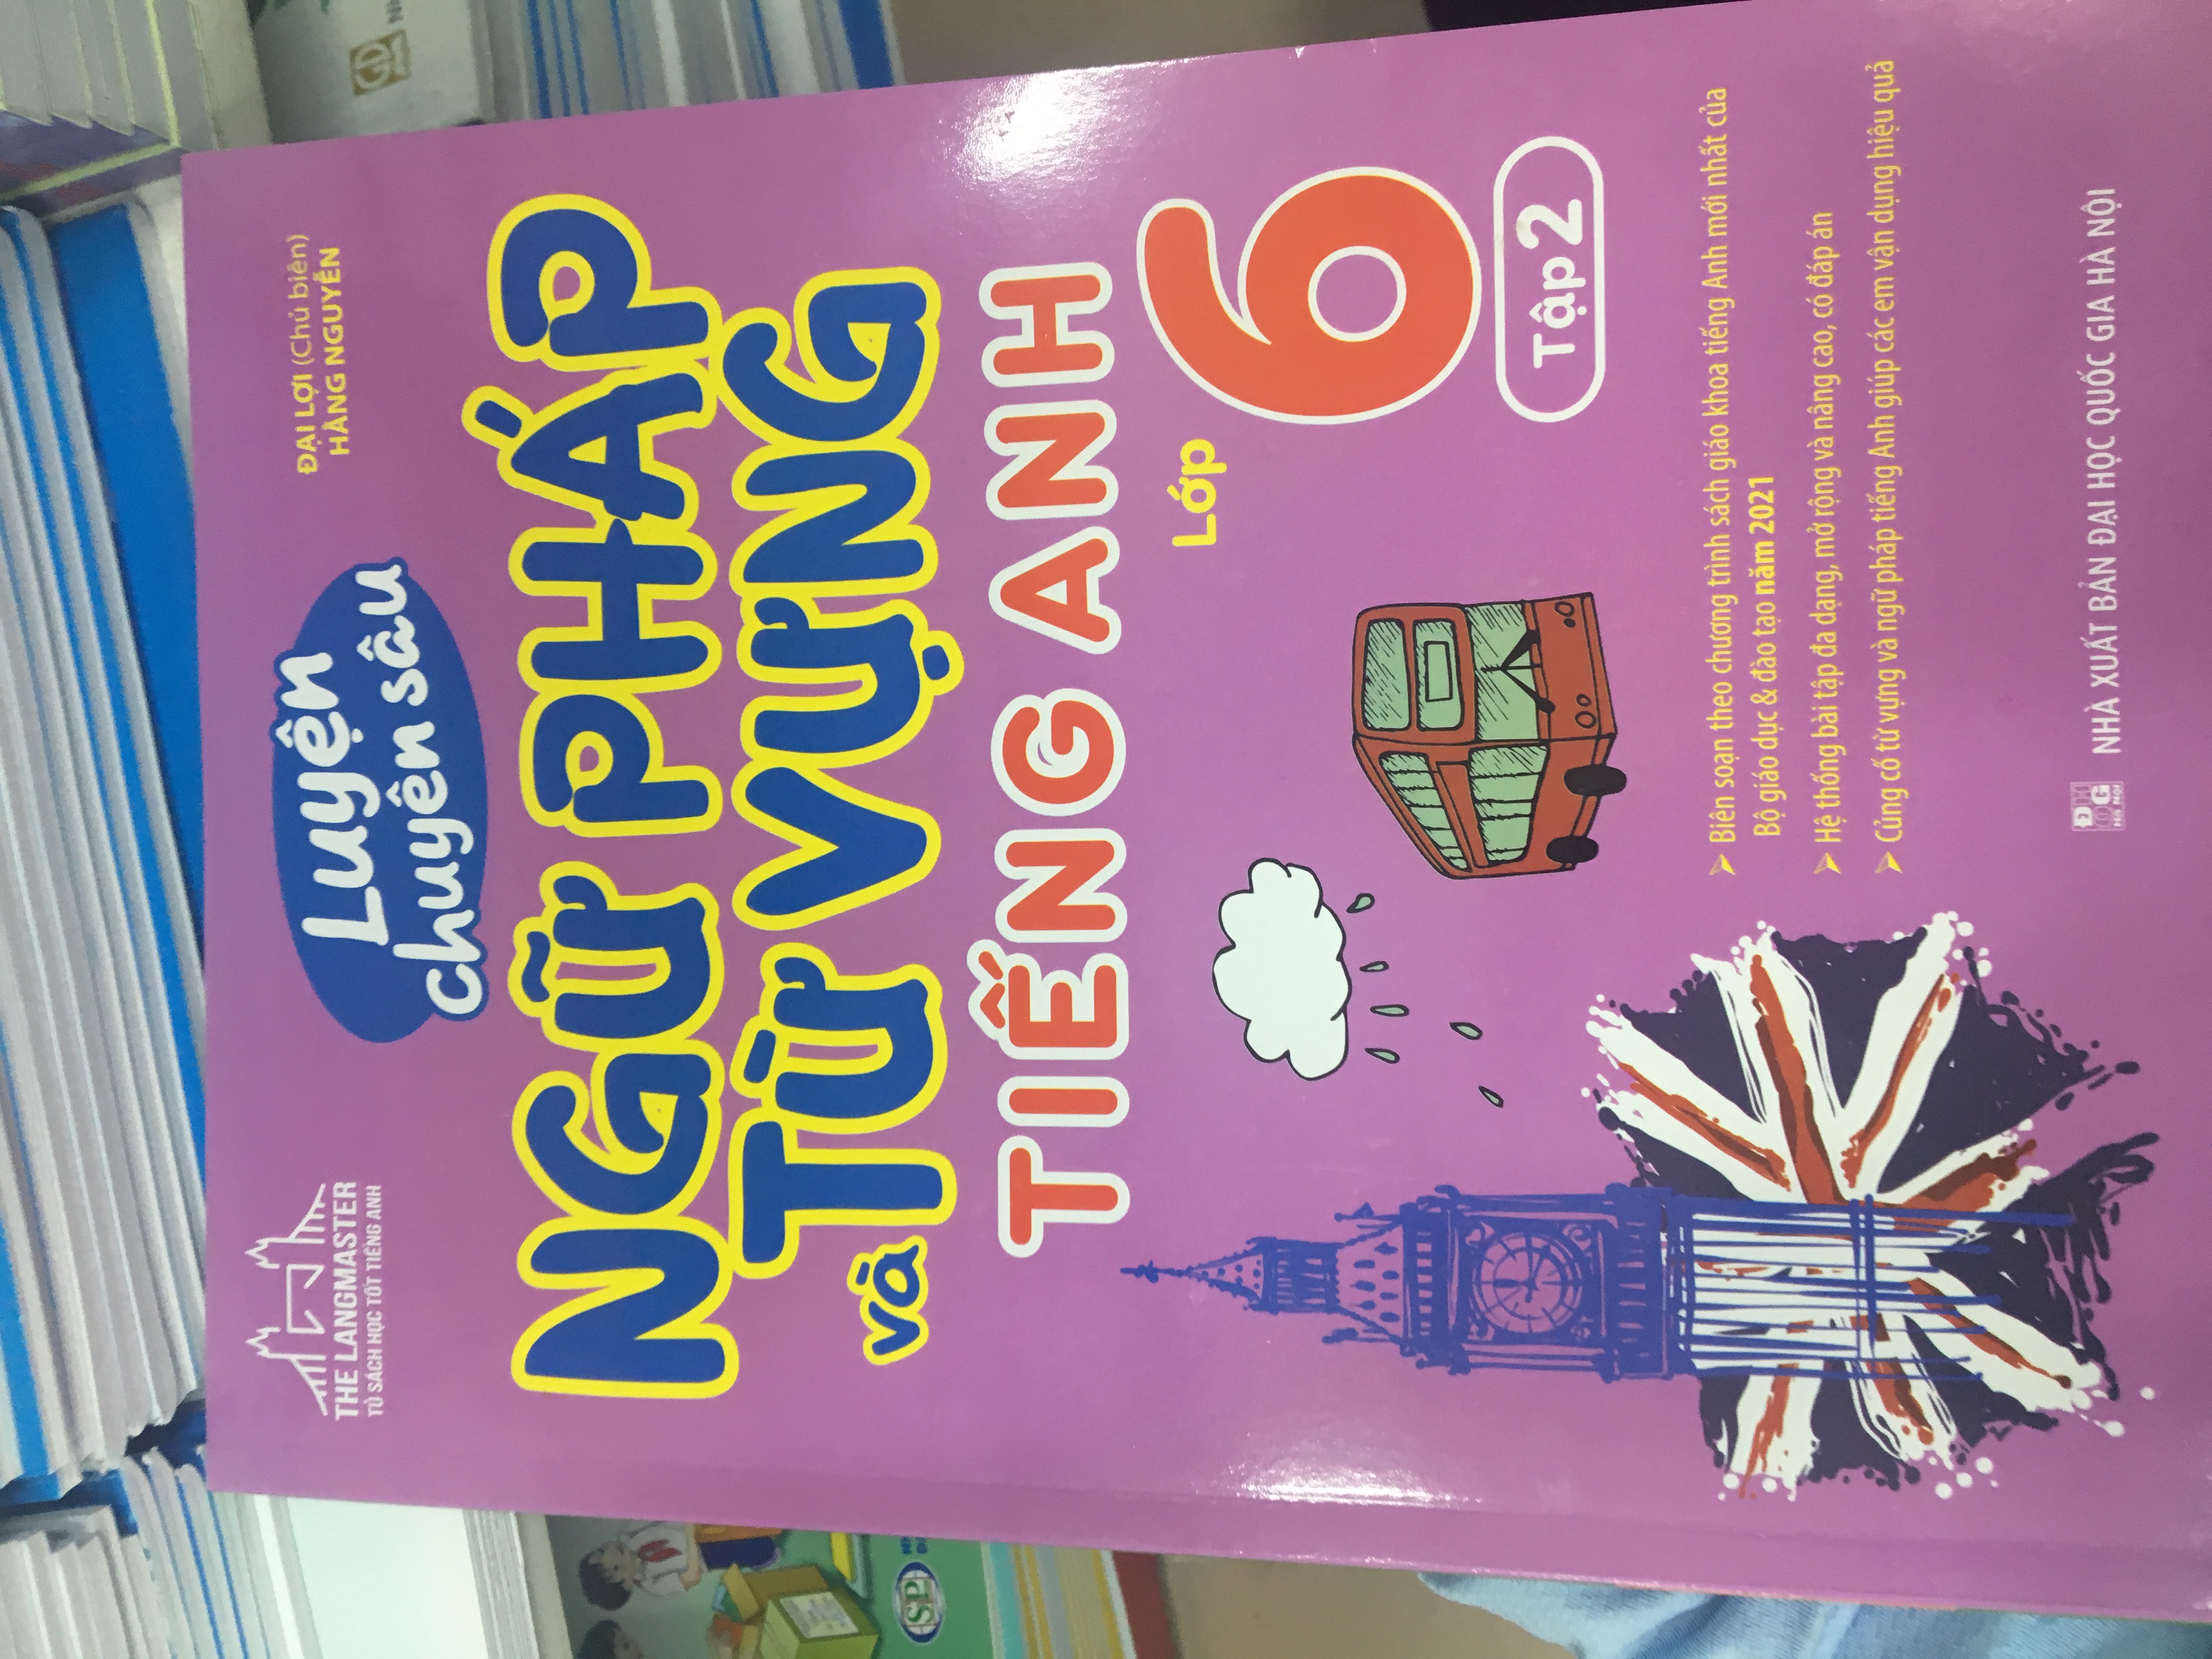 THE LANGMASTER
TỦ SÁCH HỌC TỐT TIẾNG ANH
Luyện
chuyên sâu
ĐẠI LỢI (Chủ biên)
HẰNG NGUYỄN
NGỮ PHÁP
và TỪ VỰNG
TIẾNG ANH
Lớp 6
Tập 2
➢ Biên soạn theo chương trình sách giáo khoa tiếng Anh mới nhất của
Bộ giáo dục & đào tạo năm 2021
➢ Hệ thống bài tập đa dạng, mở rộng và nâng cao, có đáp án
➢ Củng cố từ vựng và ngữ pháp tiếng Anh giúp các em vận dụng hiệu quả
NHÀ XUẤT BẢN ĐẠI HỌC QUỐC GIA HÀ NỘI
GD
SP